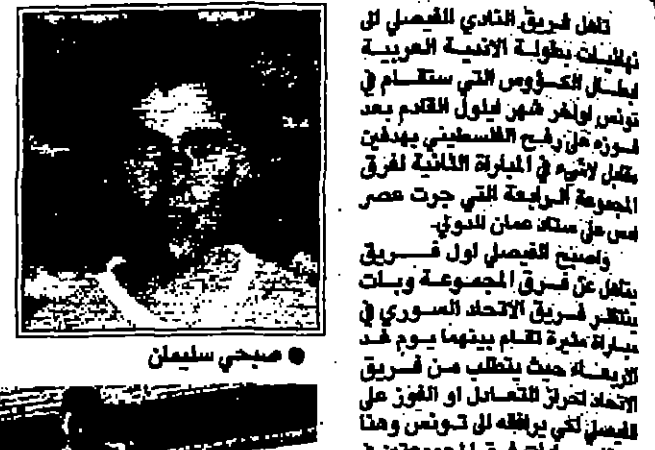 تاهل فريق النادي الفيصلي الى
نهائيات بطولة الاندية العربية
ابطال الكؤوس التي ستقام في
تونس اواخر شهر ايلول القادم بعد
فوزه على رفح الفلسطيني بهدفين
مقابل لاشيء في المباراة الثانية لفرق
المجموعة الرابعة التي جرت عصر
امس على ستاد عمان الدولي.
واصبح الفيصلي اول فريق
يتاهل عن فرق المجموعة وبات
ينتظر فريق الاتحاد السوري في
مباراة مثيرة تقام بينهما يوم غد
الاربعاء حيث يتطلب من فريق
الاتحاد احراز التعادل او الفوز على
الفيصلي لكي يرافقه الى تونس وهنا
صبحي سليمان